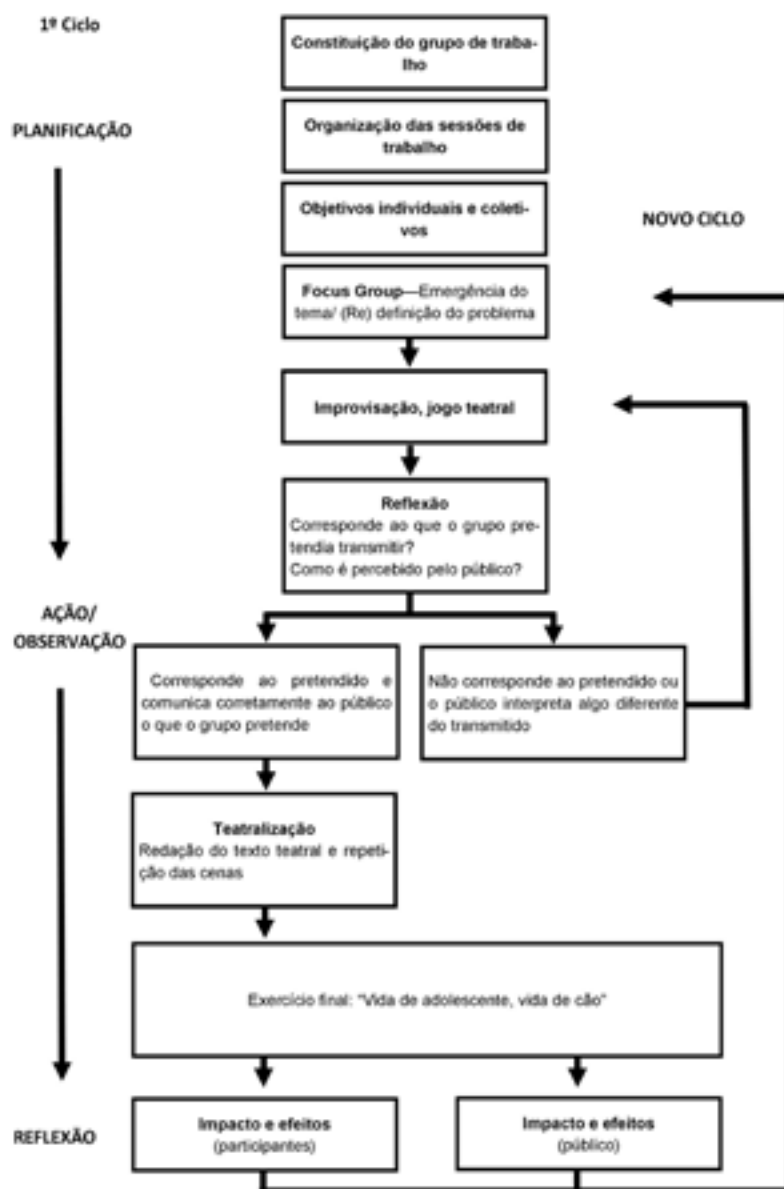 1º Ciclo
Constituição do grupo de traba-
lho
PLANIFICAÇÃO
Organização das sessões de
trabalho
Objetivos individuais e coleti-
vos
NOVO CICLO
Focus Group—Emergência do
tema/ (Re) definição do problema
Improvisação, jogo teatral
Reflexão
Corresponde ao que o grupo pre-
tendia transmitir?
Como é percebido pelo público?
AÇÃO/
OBSERVAÇÃO
Corresponde ao pretendido e
comunica corretamente ao público
o que o grupo pretende
Não corresponde ao pretendido ou
o público interpreta algo diferente
do transmitido
Teatralização
Redação do texto teatral e repeti-
ção das cenas
Exercício final: "Vida de adolescente, vida de cão"
REFLEXÃO
Impacto e efeitos
(participantes)
Impacto e efeitos
(público)